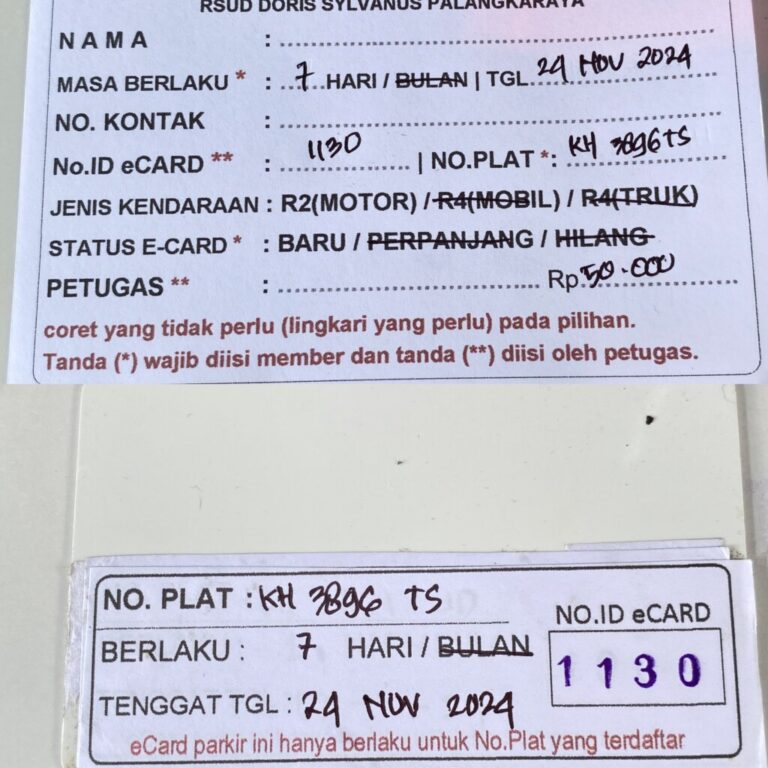 RSUD DORIS SYLVANUS PALANGKARAYA
NAMA :
MASA BERLAKU * : 7 HARI / BULAN | TGL 24 NOV 2024
NO. KONTAK :
No.ID eCARD ** : 1130 | NO.PLAT *: KH 3896 TS
JENIS KENDARAAN : R2(MOTOR) / R4(MOBIL) / R4(TRUK)
STATUS E-CARD * : BARU / PERPANJANG / HILANG
PETUGAS ** : Rp.50.000
coret yang tidak perlu (lingkari yang perlu) pada pilihan.
Tanda (*) wajib diisi member dan tanda (**) diisi oleh petugas.
NO. PLAT : KH 3896 TS
NO.ID eCARD
BERLAKU : 7 HARI / BULAN
1130
TENGGAT TGL : 24 NOV 2024
eCard parkir ini hanya berlaku untuk No.Plat yang terdaftar